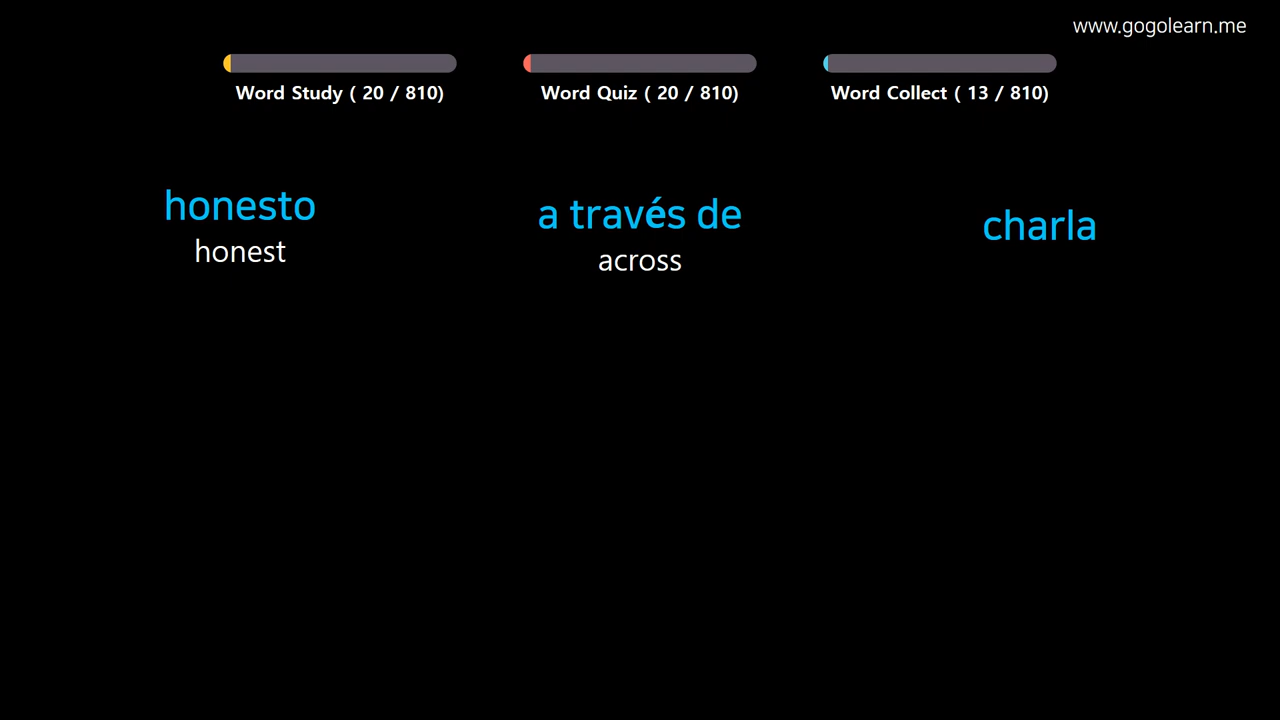 www.gogolearn.me
Word Study ( 20 / 810)
Word Quiz ( 20 / 810)
Word Collect ( 13 / 810)
honesto
honest
a través de
across
charla